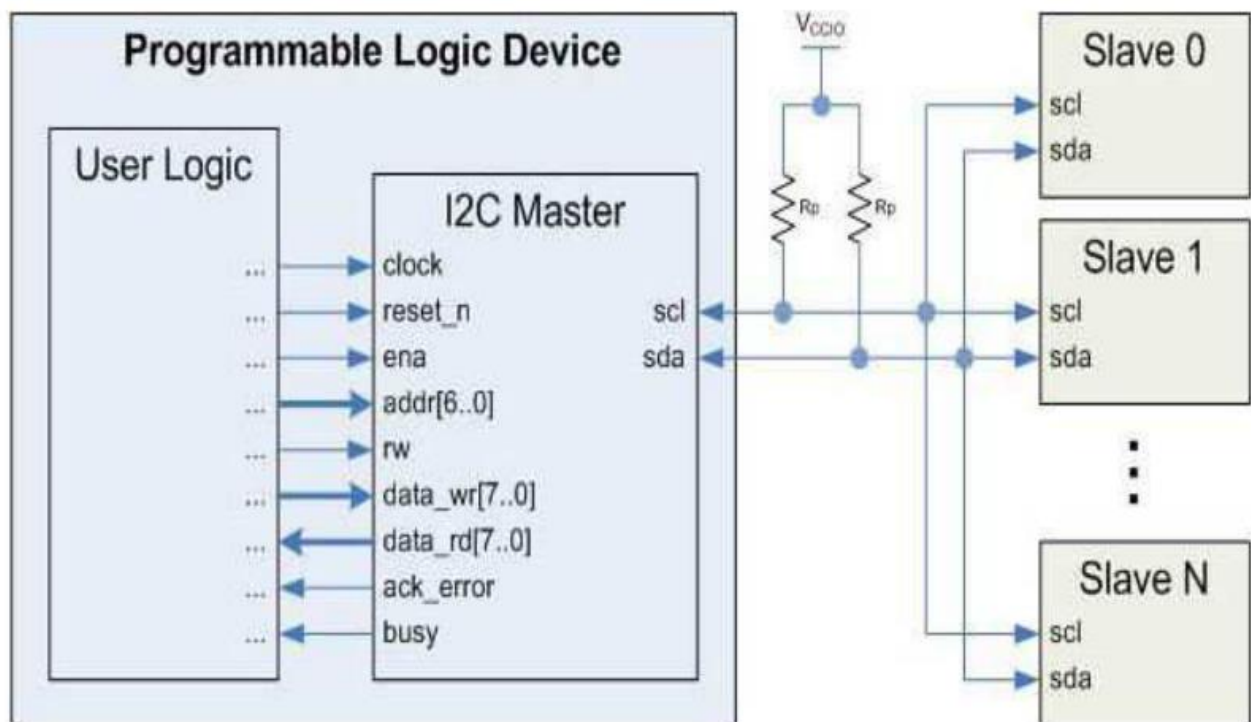 Programmable Logic Device
User Logic
...
...
...
...
...
...
...
...
...
I2C Master
clock
reset_n
ena
addr[6..0]
rw
data_wr[7..0]
data_rd[7..0]
ack_error
busy
scl
sda
VCCIO
Rp
Rp
Slave 0
scl
sda
Slave 1
scl
sda
Slave N
scl
sda